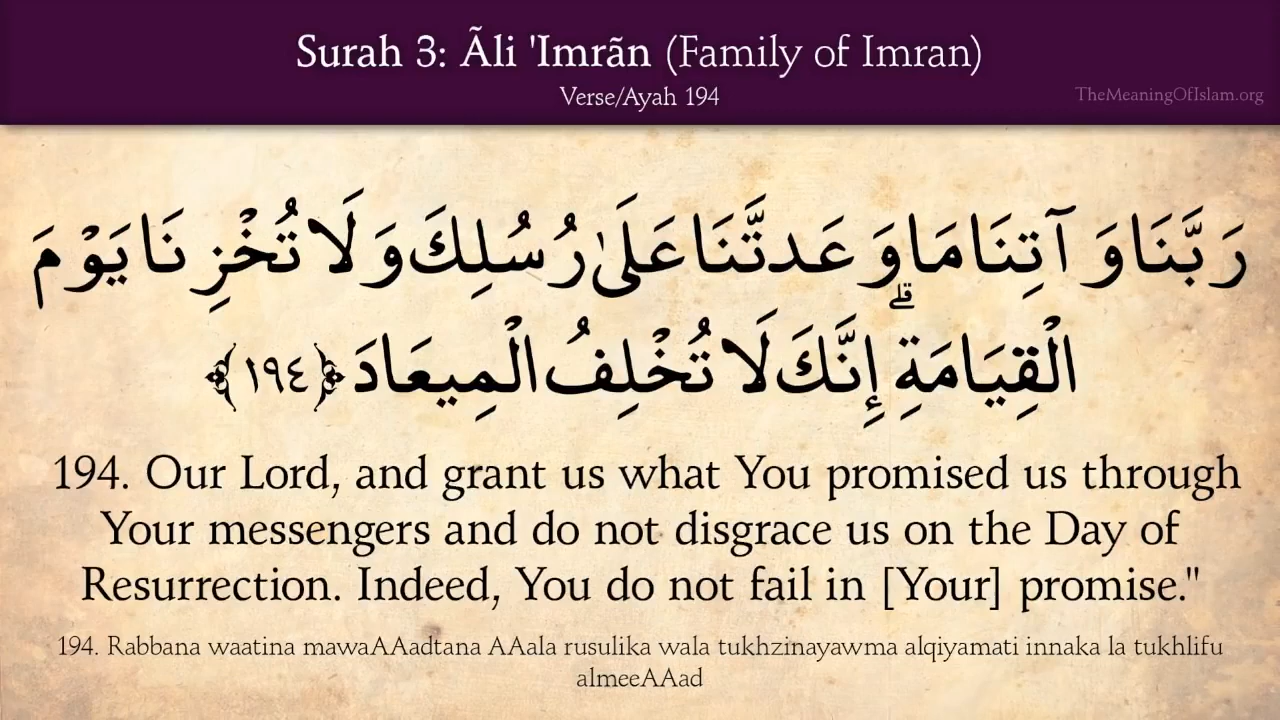 Surah 3: Ãli 'Imrãn (Family of Imran)
Verse/Ayah 194
TheMeaningOfIslam.org
رَبَّنَا وَآتِنَا مَا وَعَدتَّنَا عَلَىٰ رُسُلِكَ وَلَا تُخْزِنَا يَوْمَ
الْقِيَامَةِ ۗ إِنَّكَ لَا تُخْلِفُ الْمِيعَادَ ﴿١٩٤﴾
194. Our Lord, and grant us what You promised us through
Your messengers and do not disgrace us on the Day of
Resurrection. Indeed, You do not fail in [Your] promise."
194. Rabbana waatina mawaAAadtana AAala rusulika wala tukhzinayawma alqiyamati innaka la tukhlifu
almeeAAad